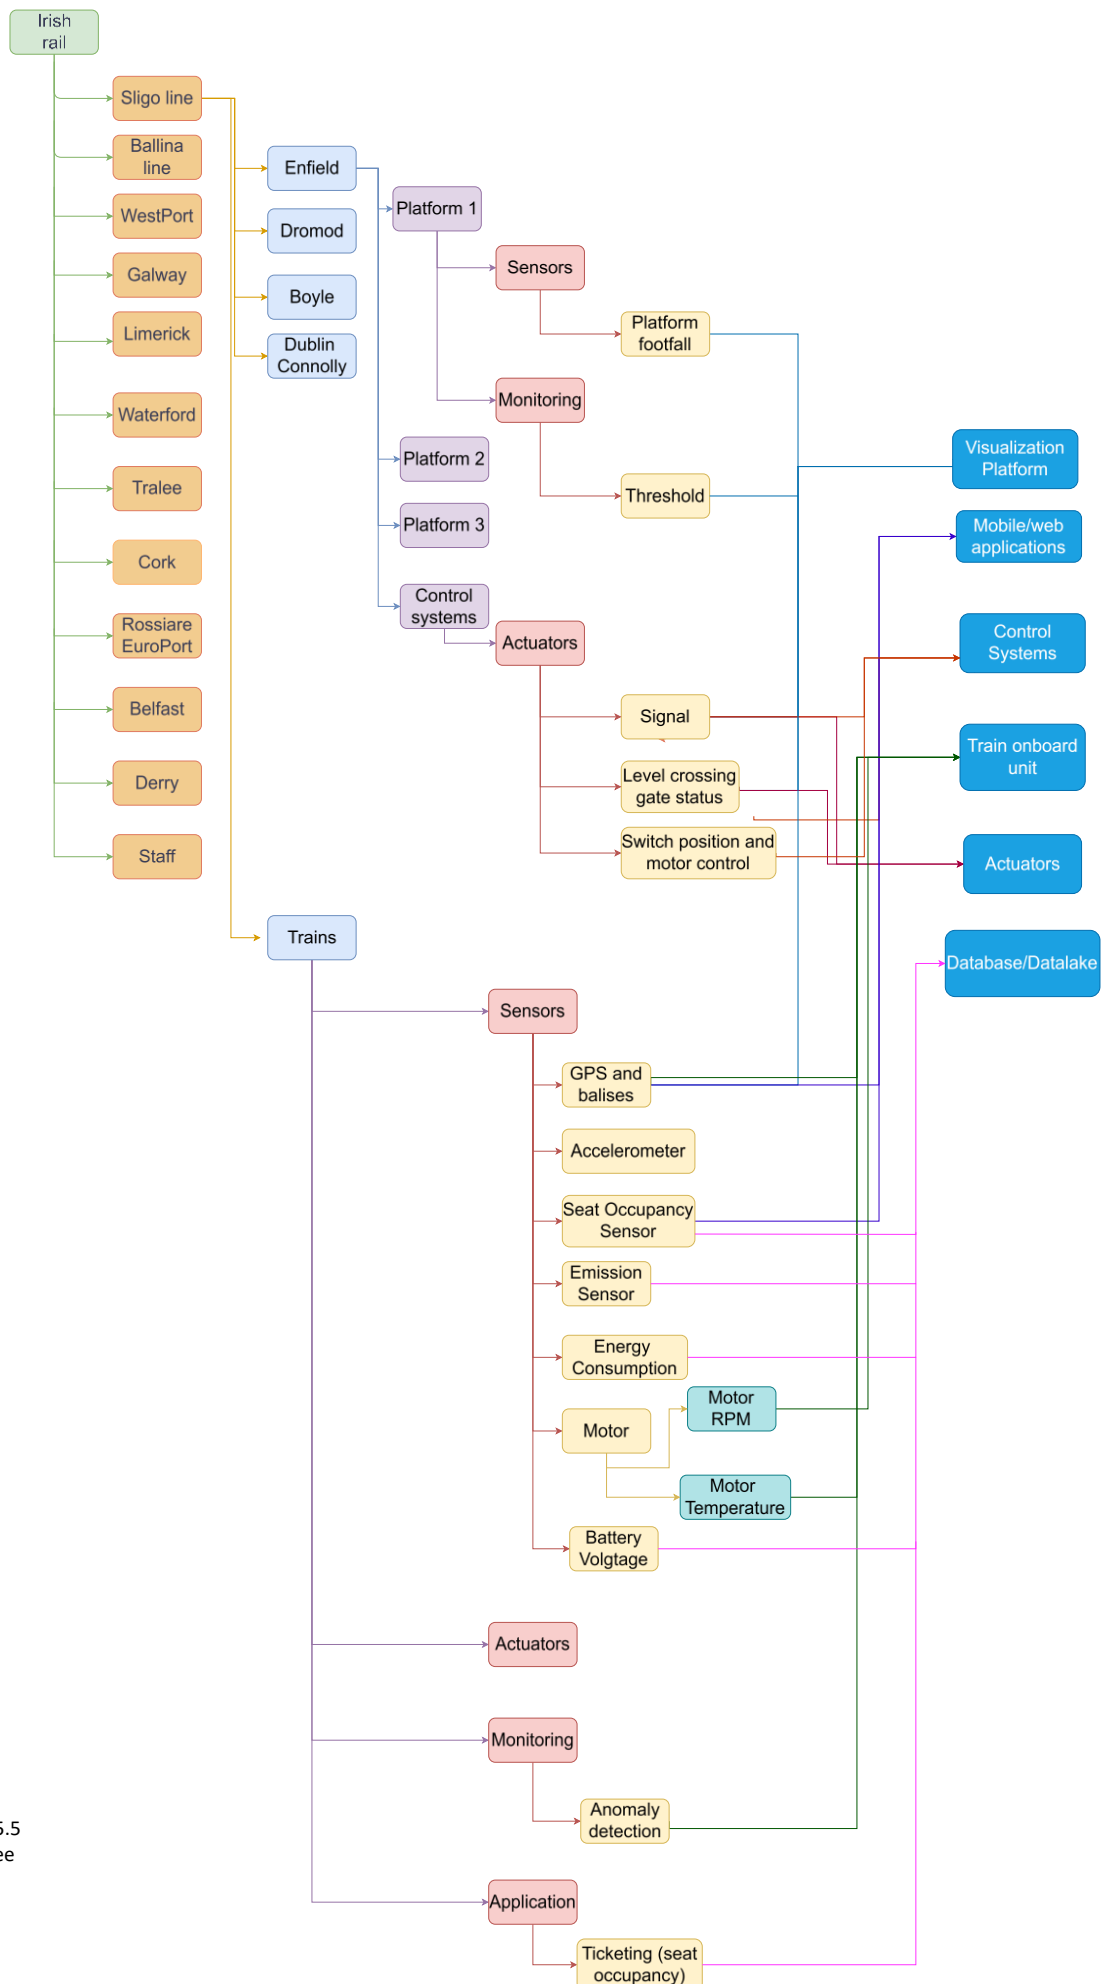 Irish
rail
Sligo line
Ballina
line
WestPort
Galway
Limerick
Waterford
Tralee
Cork
Rossiare
EuroPort
Belfast
Derry
Staff
Enfield
Dromod
Boyle
Dublin
Connolly
Trains
Platform 1
Platform 2
Platform 3
Control
systems
Sensors
Platform
footfall
Monitoring
Threshold
Actuators
Signal
Level crossing
gate status
Switch position and
motor control
Visualization
Platform
Mobile/web
applications
Control
Systems
Train onboard
unit
Actuators
Database/Datalake
Sensors
GPS and
balises
Accelerometer
Seat Occupancy
Sensor
Emission
Sensor
Energy
Consumption
Motor
Motor
RPM
Motor
Temperature
Battery
Volgtage
Actuators
Monitoring
Anomaly
detection
Application
Ticketing (seat
occupancy)
5.5
ee